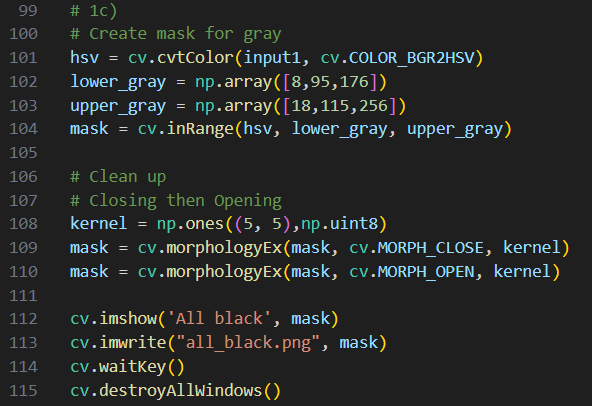 99 # 1c)
100 # Create mask for gray
101 hsv = cv.cvtColor(input1, cv.COLOR_BGR2HSV)
102 lower_gray = np.array([8,95,176])
103 upper_gray = np.array([18,115,256])
104 mask = cv.inRange(hsv, lower_gray, upper_gray)
105
106 # Clean up
107 # Closing then Opening
108 kernel = np.ones((5, 5),np.uint8)
109 mask = cv.morphologyEx(mask, cv.MORPH_CLOSE, kernel)
110 mask = cv.morphologyEx(mask, cv.MORPH_OPEN, kernel)
111
112 cv.imshow('All black', mask)
113 cv.imwrite("all_black.png", mask)
114 cv.waitKey()
115 cv.destroyAllWindows()